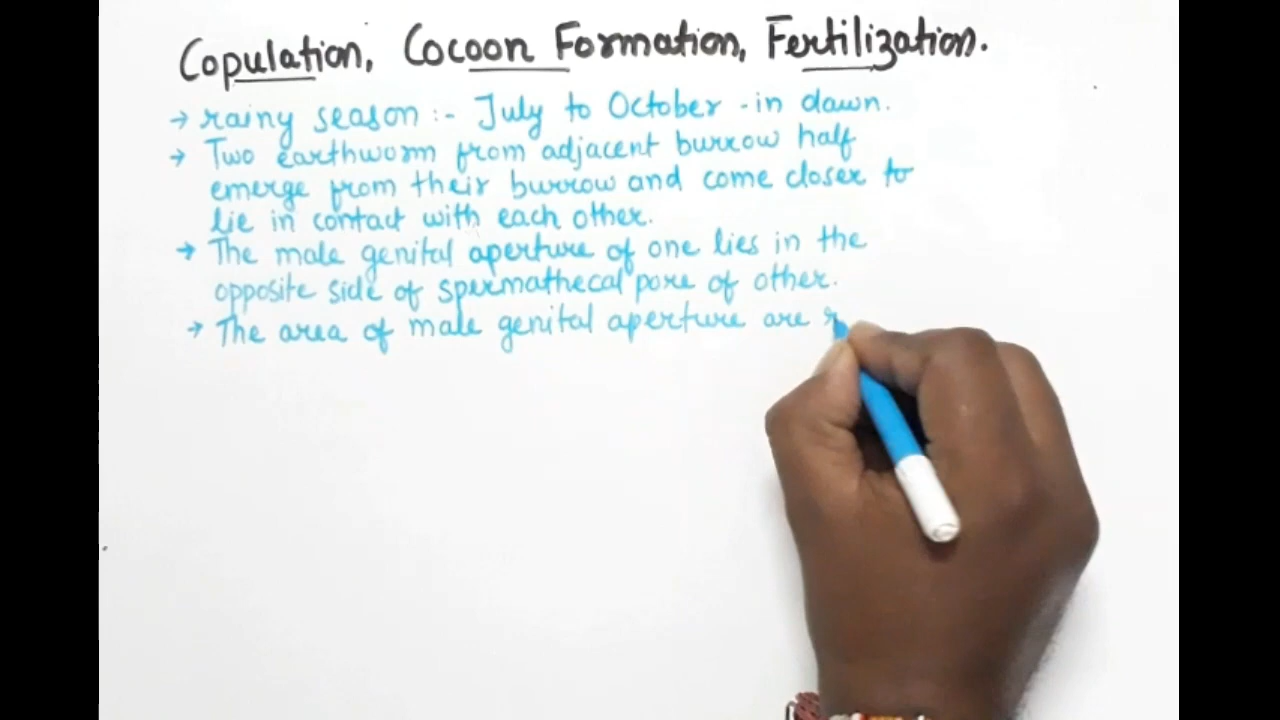 Copulation, Cocoon Formation, Fertilization.
→ rainy season :- July to October - in dawn.
→ Two earthworm from adjacent burrow half
emerge from their burrow and come closer to
lie in contact with each other.
→ The male genital aperture of one lies in the
opposite side of spermathecal pore of other.
→ The area of male genital aperture are